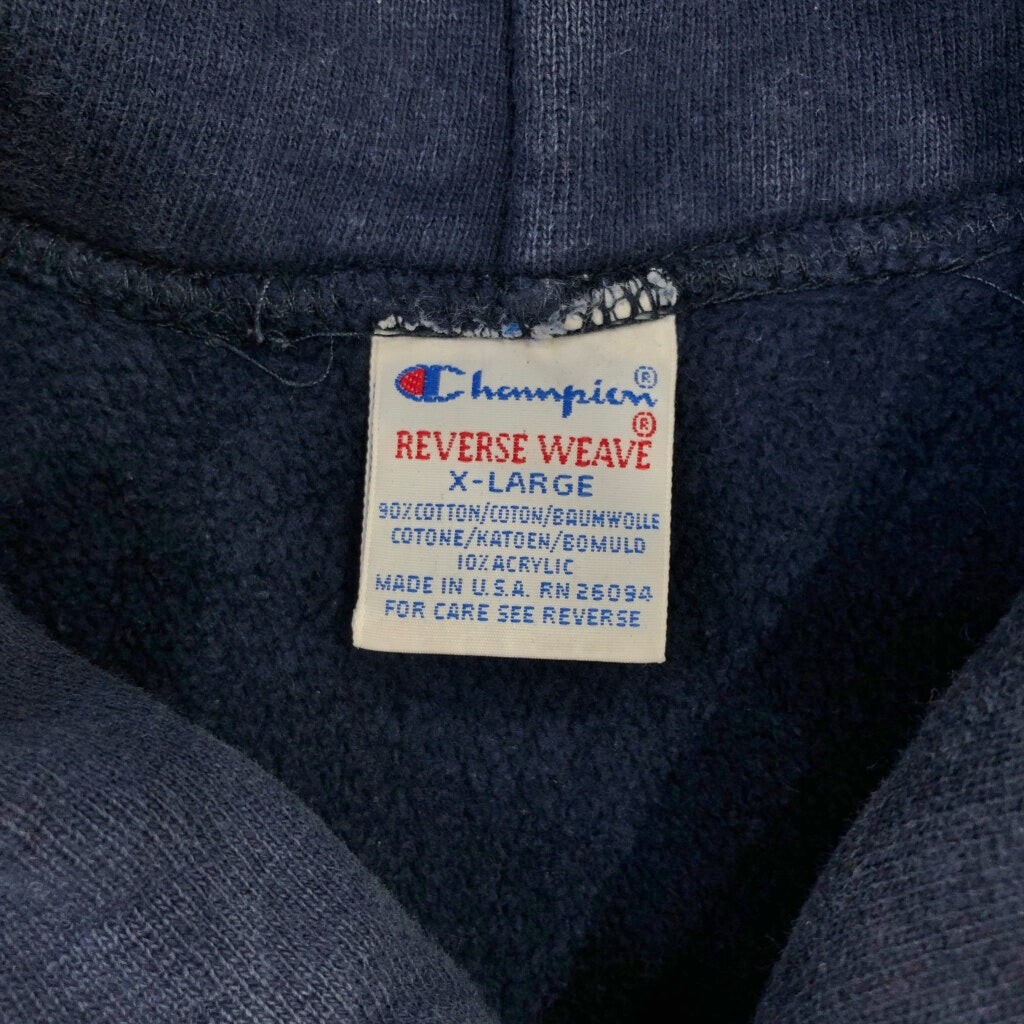 Champion®
REVERSE WEAVE®
X-LARGE
90% COTTON/COTON/BAUMWOLLE
COTONE/KATOEN/BOMULD
10% ACRYLIC
MADE IN U.S.A. RN 26094
FOR CARE SEE REVERSE